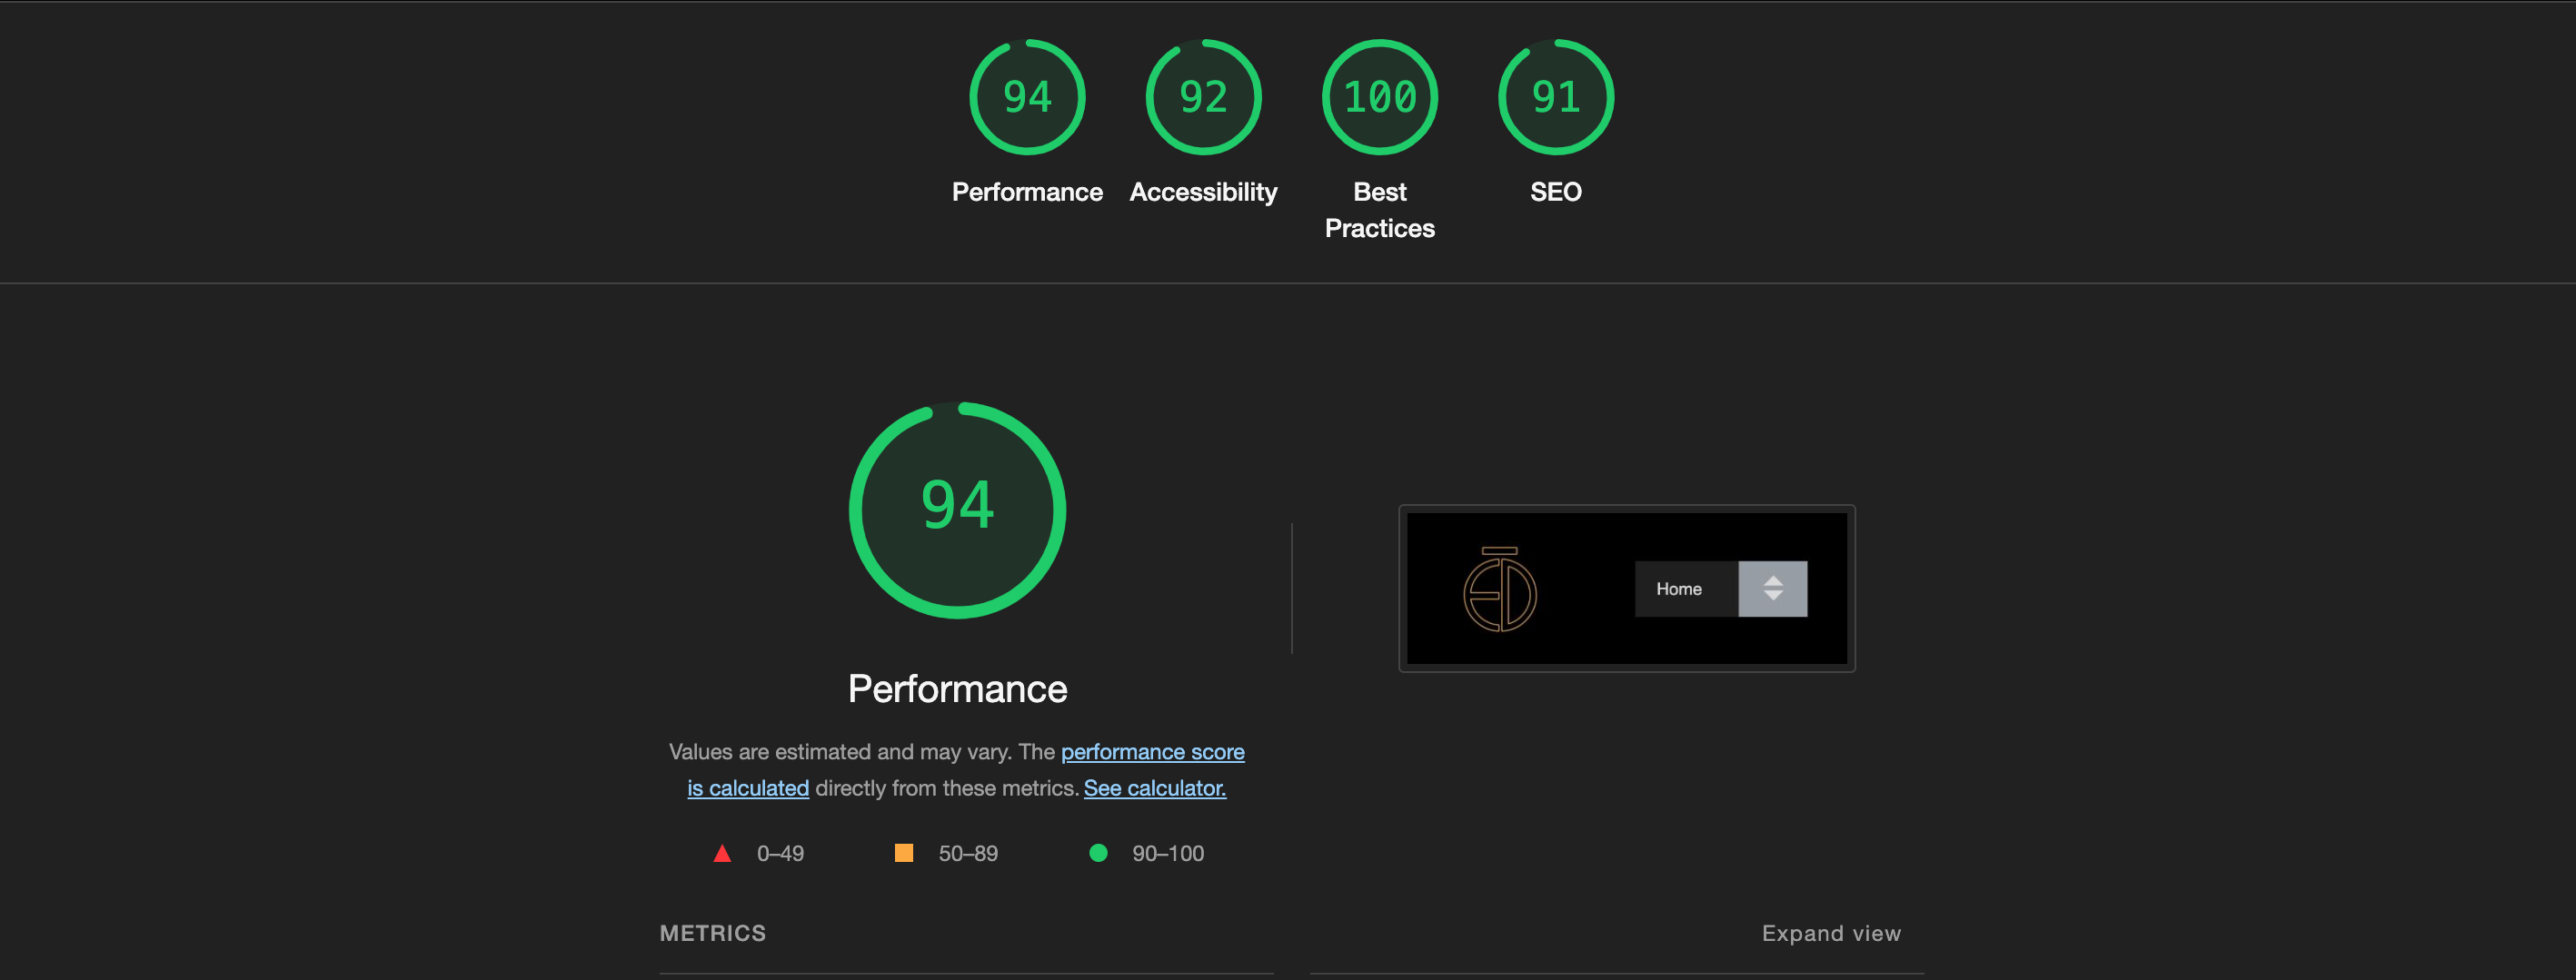 94
92
100
91
Performance
Accessibility
Best
Practices
SEO
94
Performance
Values are estimated and may vary. The performance score
is calculated directly from these metrics. See calculator.
0–49
50–89
90–100
Home
METRICS
Expand view